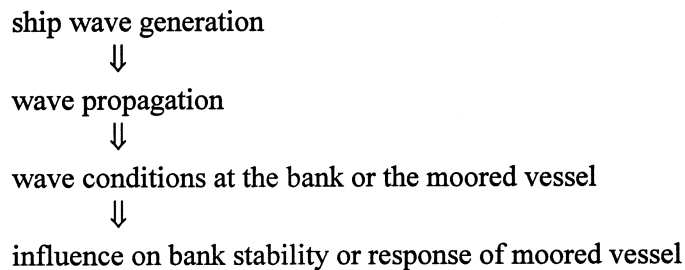 ship wave generation
⇓
wave propagation
⇓
wave conditions at the bank or the moored vessel
⇓
influence on bank stability or response of moored vessel